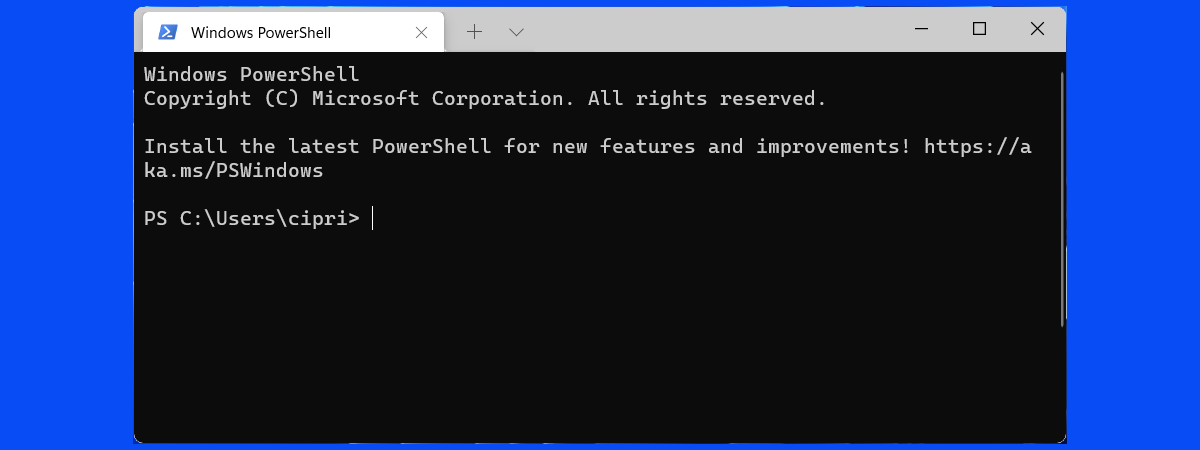 Windows PowerShell
Windows PowerShell
Copyright (C) Microsoft Corporation. All rights reserved.
Install the latest PowerShell for new features and improvements! https://a
ka.ms/PSWindows
PS C:\Users\cipri>